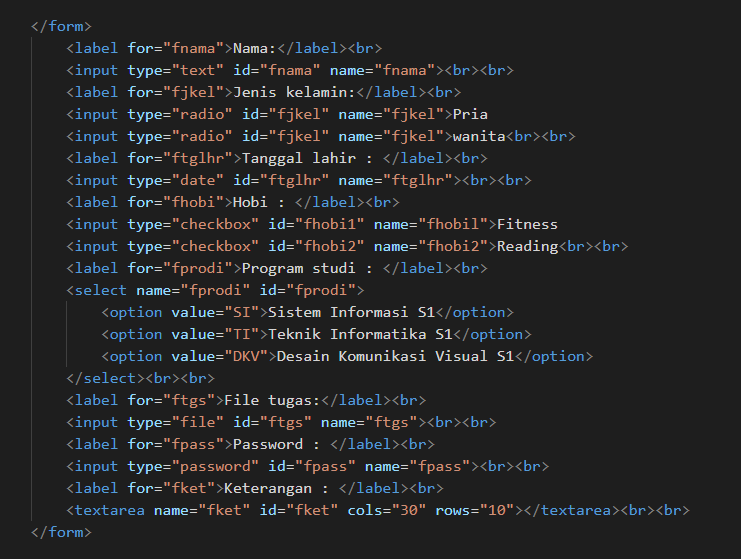 </form>
<label for="fnama">Nama:</label><br>
<input type="text" id="fnama" name="fnama"><br><br>
<label for="fjkel">Jenis kelamin:</label><br>
<input type="radio" id="fjkel" name="fjkel">Pria
<input type="radio" id="fjkel" name="fjkel">wanita<br><br>
<label for="ftglhr">Tanggal lahir : </label><br>
<input type="date" id="ftglhr" name="ftglhr"><br><br>
<label for="fhobi">Hobi : </label><br>
<input type="checkbox" id="fhobi1" name="fhobil">Fitness
<input type="checkbox" id="fhobi2" name="fhobi2">Reading<br><br>
<label for="fprodi">Program studi : </label><br>
<select name="fprodi" id="fprodi">
<option value="SI">Sistem Informasi S1</option>
<option value="TI">Teknik Informatika S1</option>
<option value="DKV">Desain Komunikasi Visual S1</option>
</select><br><br>
<label for="ftgs">File tugas:</label><br>
<input type="file" id="ftgs" name="ftgs"><br><br>
<label for="fpass">Password : </label><br>
<input type="password" id="fpass" name="fpass"><br><br>
<label for="fket">Keterangan : </label><br>
<textarea name="fket" id="fket" cols="30" rows="10"></textarea><br><br>
</form>